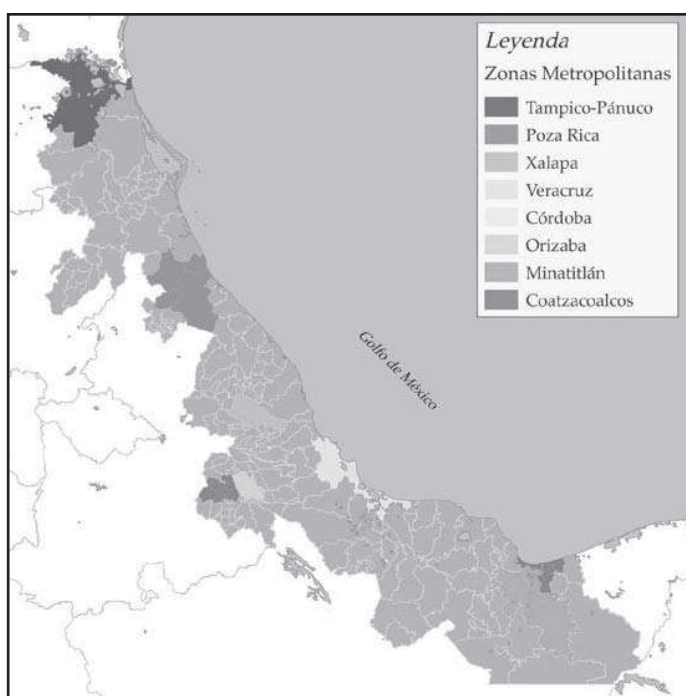 Leyenda
Zonas Metropolitanas
Tampico-Pánuco
Poza Rica
Xalapa
Veracruz
Córdoba
Orizaba
Minatitlán
Coatzacoalcos
Golfo de México